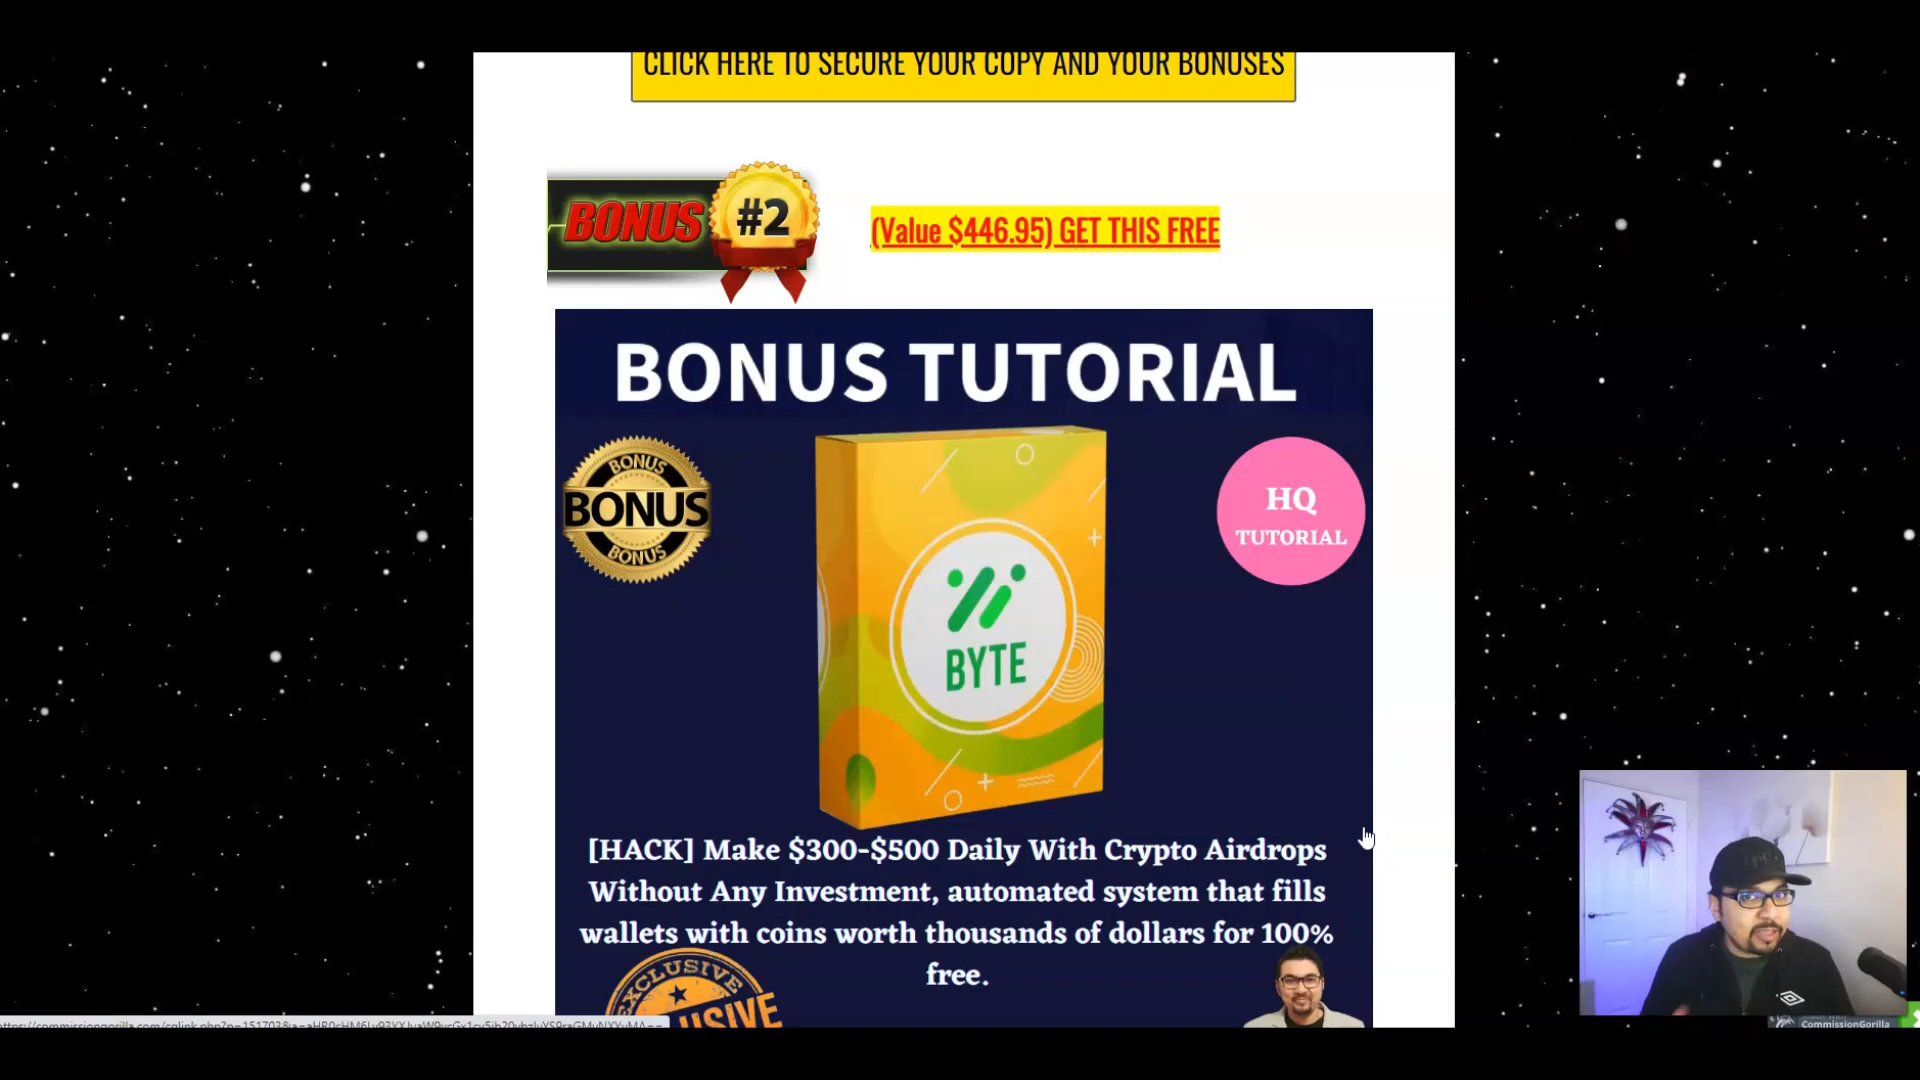 CLICK HERE TO SECURE YOUR COPY AND YOUR BONUSES
BONUS #2
(Value $446.95) GET THIS FREE
BONUS TUTORIAL
BONUS
BONUS
BONUS
HQ
TUTORIAL
BYTE
[HACK] Make $300-$500 Daily With Crypto Airdrops
Without Any Investment, automated system that fills
wallets with coins worth thousands of dollars for 100%
free.
EXCLUSIVE
CommissionGorilla